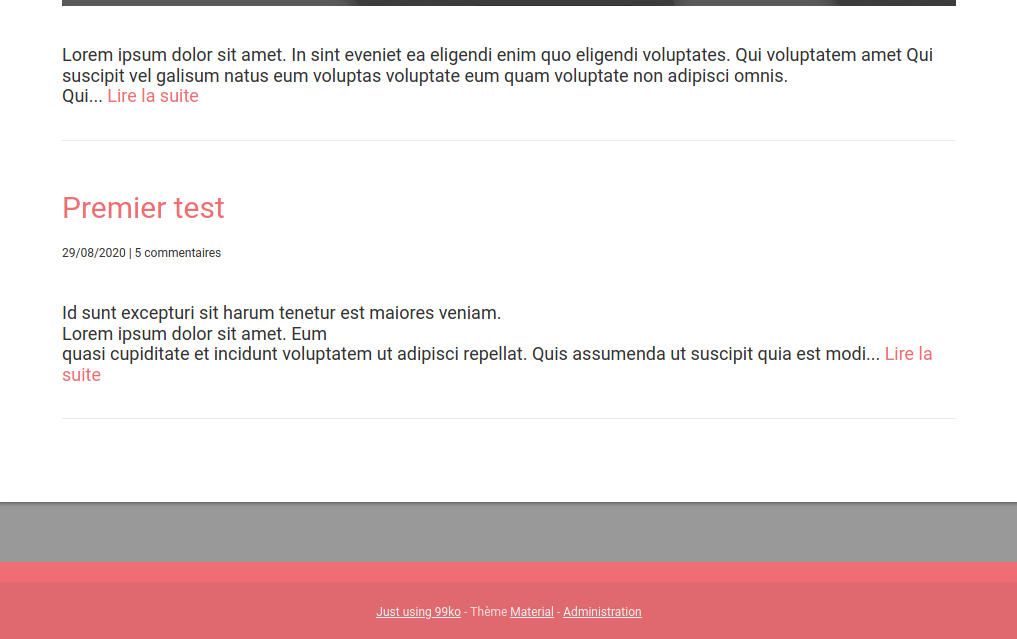 Lorem ipsum dolor sit amet. In sint eveniet ea eligendi enim quo eligendi voluptates. Qui voluptatem amet Qui
suscipit vel galisum natus eum voluptas voluptate eum quam voluptate non adipisci omnis.
Qui... Lire la suite
Premier test
29/08/2020 | 5 commentaires
Id sunt excepturi sit harum tenetur est maiores veniam.
Lorem ipsum dolor sit amet. Eum
quasi cupiditate et incidunt voluptatem ut adipisci repellat. Quis assumenda ut suscipit quia est modi... Lire la
suite
Just using 99ko - Thème Material - Administration